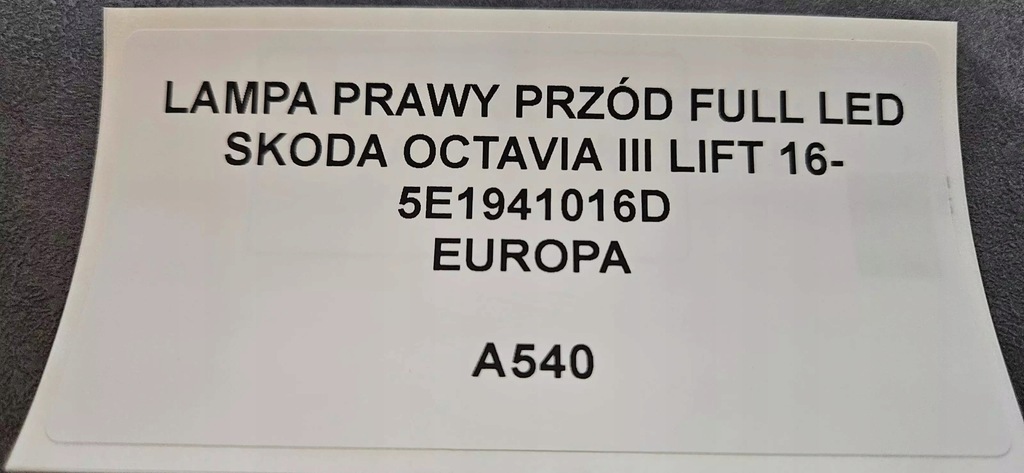 LAMPA PRAWY PRZÓD FULL LED
SKODA OCTAVIA III LIFT 16-
5E1941016D
EUROPA
A540